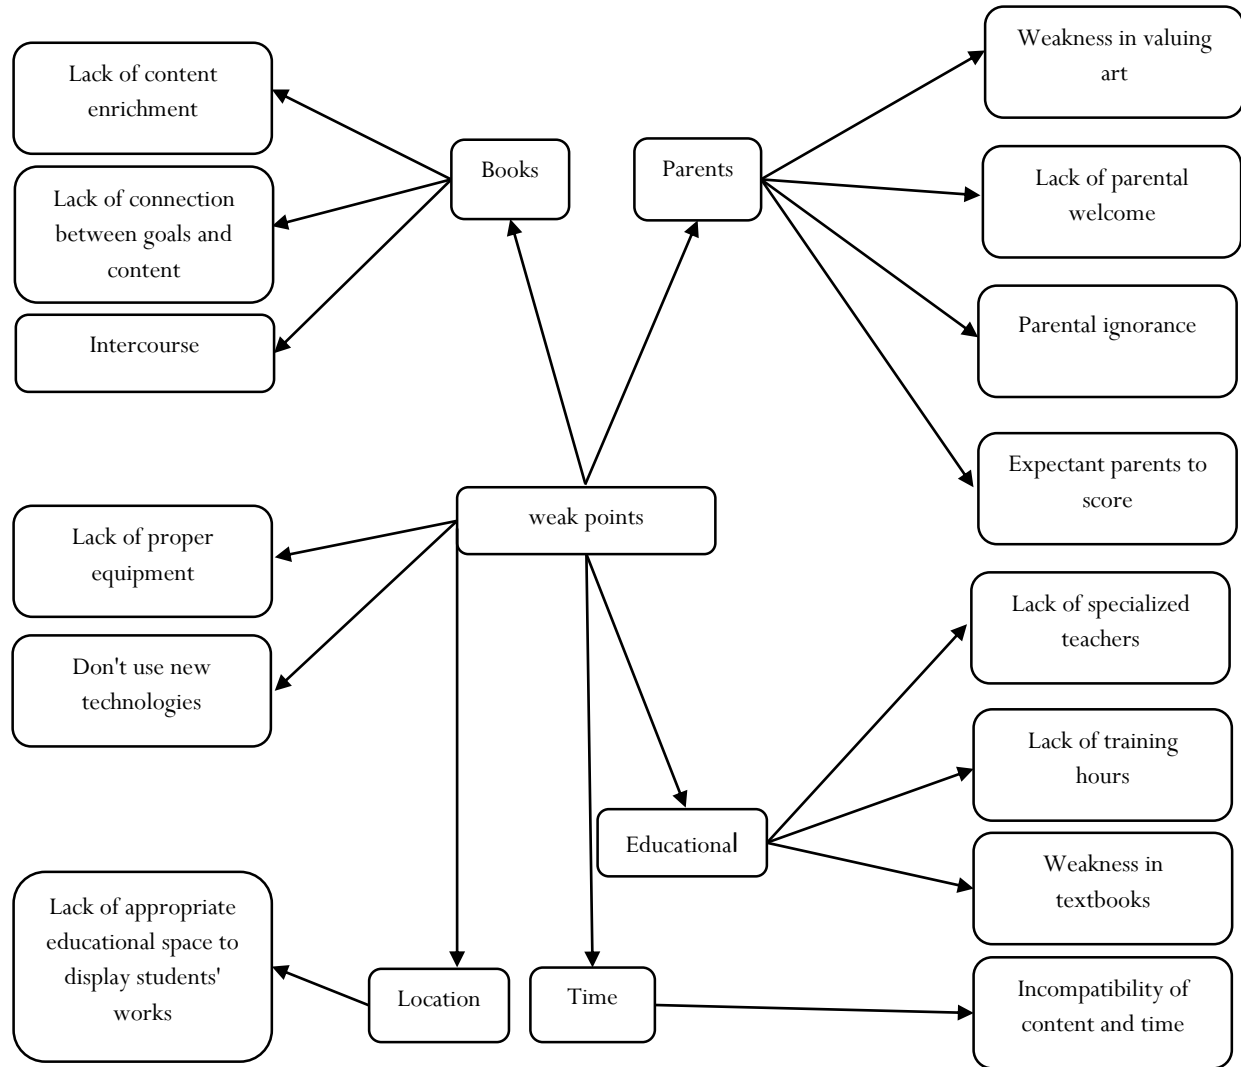 Lack of content
enrichment
Lack of connection
between goals and
content
Intercourse
Books
Parents
Weakness in valuing
art
Lack of parental
welcome
Parental ignorance
Expectant parents to
score
weak points
Lack of proper
equipment
Don't use new
technologies
Lack of specialized
teachers
Lack of training
hours
Weakness in
textbooks
Educational
Lack of appropriate
educational space to
display students'
works
Location
Time
Incompatibility of
content and time